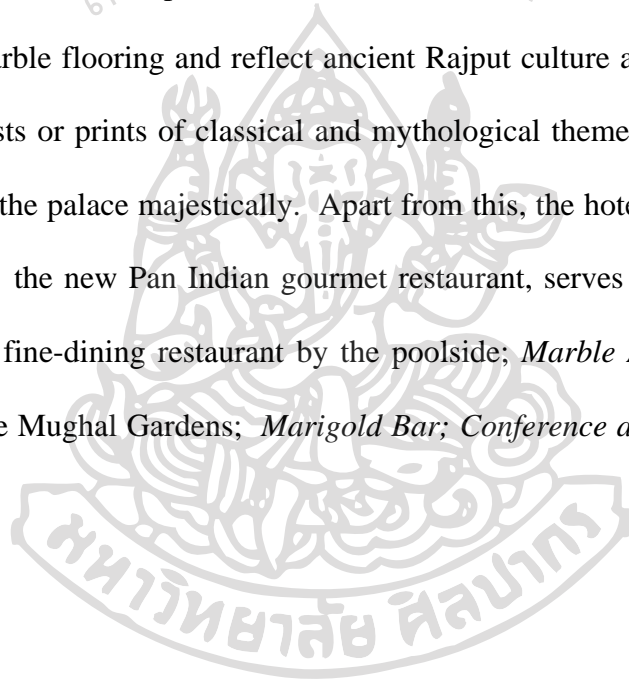 arble flooring and reflect ancient Rajput culture a
sts or prints of classical and mythological theme
the palace majestically. Apart from this, the hote
the new Pan Indian gourmet restaurant, serves
fine-dining restaurant by the poolside; Marble
e Mughal Gardens; Marigold Bar; Conference a
มหาวิทยาลัย ศิลปากร